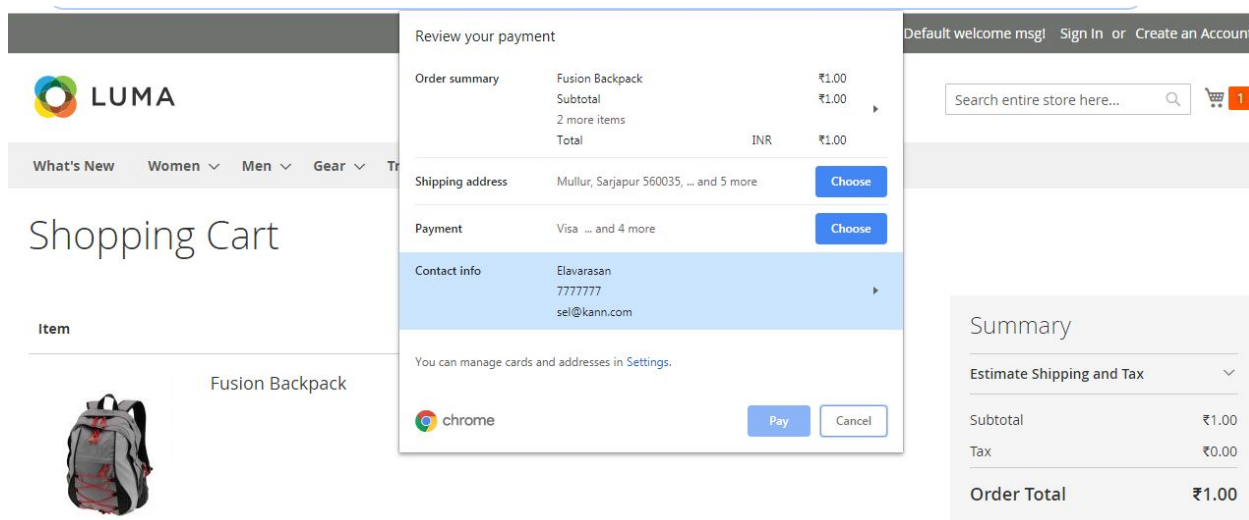 Default welcome msg! Sign In or Create an Account
LUMA
Search entire store here...
1
What's New Women Men Gear Tr
Shopping Cart
Item
Fusion Backpack
Review your payment
Order summary Fusion Backpack ₹1.00
Subtotal ₹1.00
2 more items
Total INR ₹1.00
Shipping address Mullur, Sarjapur 560035, ... and 5 more Choose
Payment Visa ... and 4 more Choose
Contact info Elavarasan
7777777
sel@kann.com
You can manage cards and addresses in Settings.
chrome Pay Cancel
Summary
Estimate Shipping and Tax
Subtotal ₹1.00
Tax ₹0.00
Order Total ₹1.00